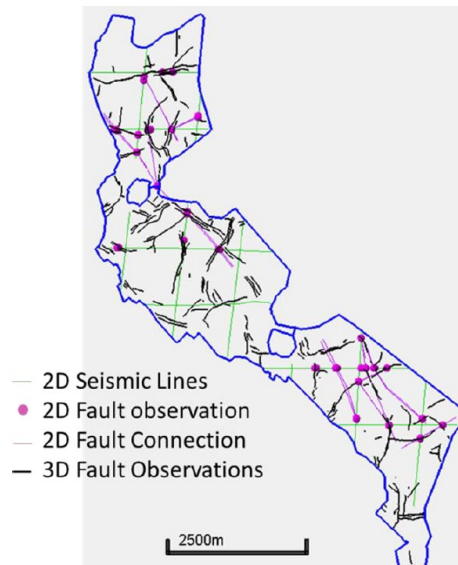 2D Seismic Lines
2D Fault observation
2D Fault Connection
3D Fault Observations
2500m